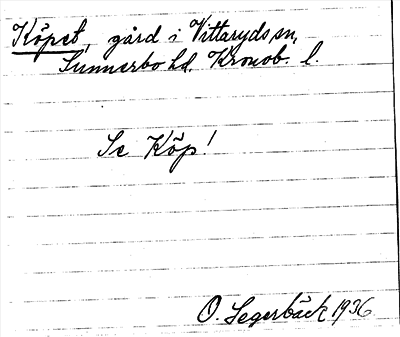 Köpet, gård i Vittaryds sn,
Sunnerbo hd. Kronob. l.
Se Köp!
O. Segerbäck 1936